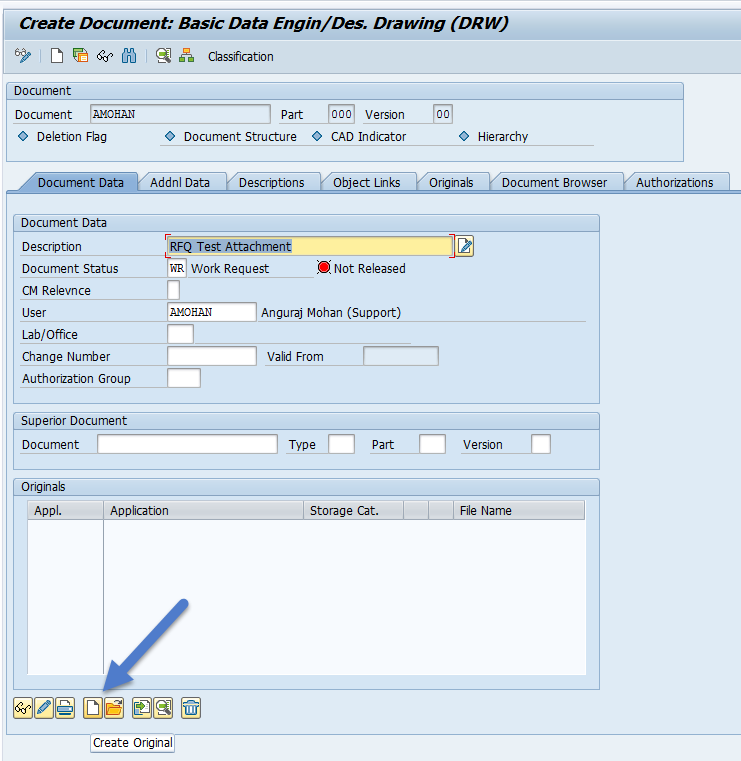 Create Document: Basic Data Engin/Des. Drawing (DRW)
Classification
Document
Document AMOHAN Part 000 Version 00
Deletion Flag Document Structure CAD Indicator Hierarchy
Document Data Addnl Data Descriptions Object Links Originals Document Browser Authorizations
Document Data
Description RFQ Test Attachment
Document Status WR Work Request Not Released
CM Relevnce
User AMOHAN Anguraj Mohan (Support)
Lab/Office
Change Number Valid From
Authorization Group
Superior Document
Document Type Part Version
Originals
Appl. Application Storage Cat. File Name
Create Original